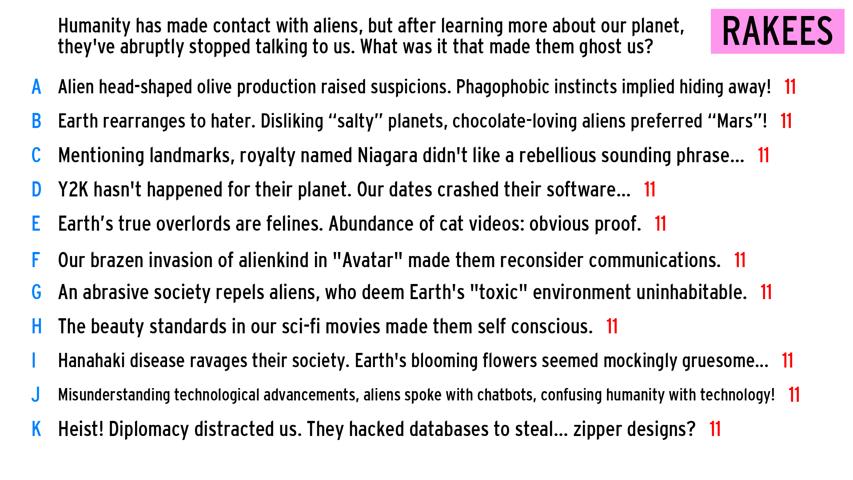 Humanity has made contact with aliens, but after learning more about our planet,
they've abruptly stopped talking to us. What was it that made them ghost us?
RAKEES
A Alien head-shaped olive production raised suspicions. Phagophobic instincts implied hiding away! 11
B Earth rearranges to hater. Disliking “salty” planets, chocolate-loving aliens preferred “Mars”! 11
C Mentioning landmarks, royalty named Niagara didn't like a rebellious sounding phrase... 11
D Y2K hasn't happened for their planet. Our dates crashed their software... 11
E Earth’s true overlords are felines. Abundance of cat videos: obvious proof. 11
F Our brazen invasion of alienkind in "Avatar" made them reconsider communications. 11
G An abrasive society repels aliens, who deem Earth's "toxic" environment uninhabitable. 11
H The beauty standards in our sci-fi movies made them self conscious. 11
I Hanahaki disease ravages their society. Earth's blooming flowers seemed mockingly gruesome... 11
J Misunderstanding technological advancements, aliens spoke with chatbots, confusing humanity with technology! 11
K Heist! Diplomacy distracted us. They hacked databases to steal... zipper designs? 11